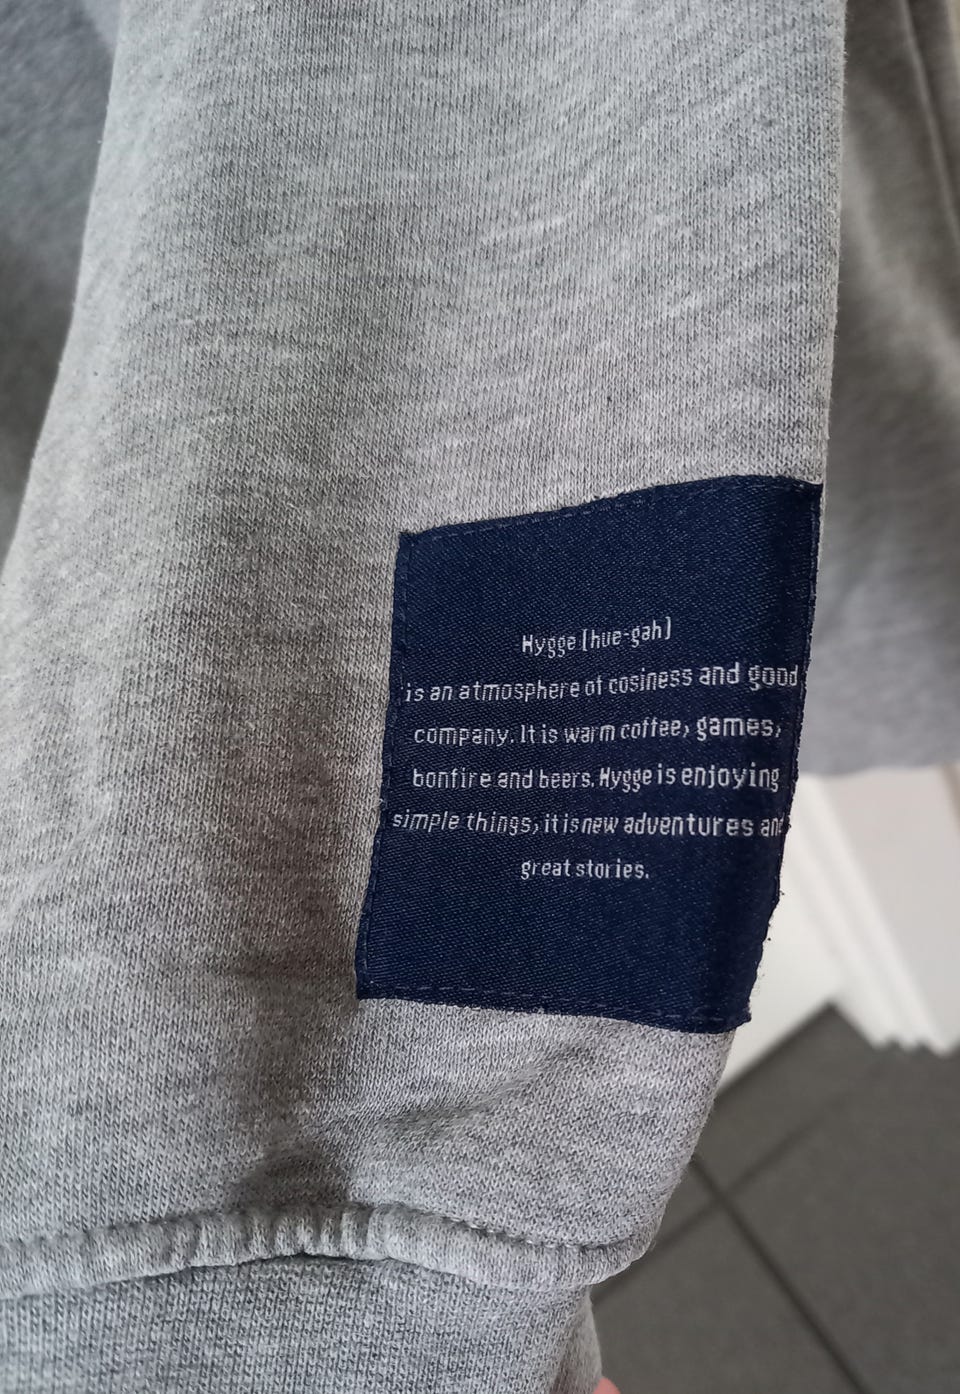 Hygge (hue-gah)
is an atmosphere of cosiness and good
company. It is warm coffee, games,
bonfire and beers. Hygge is enjoying
simple things, it is new adventures and
great stories.